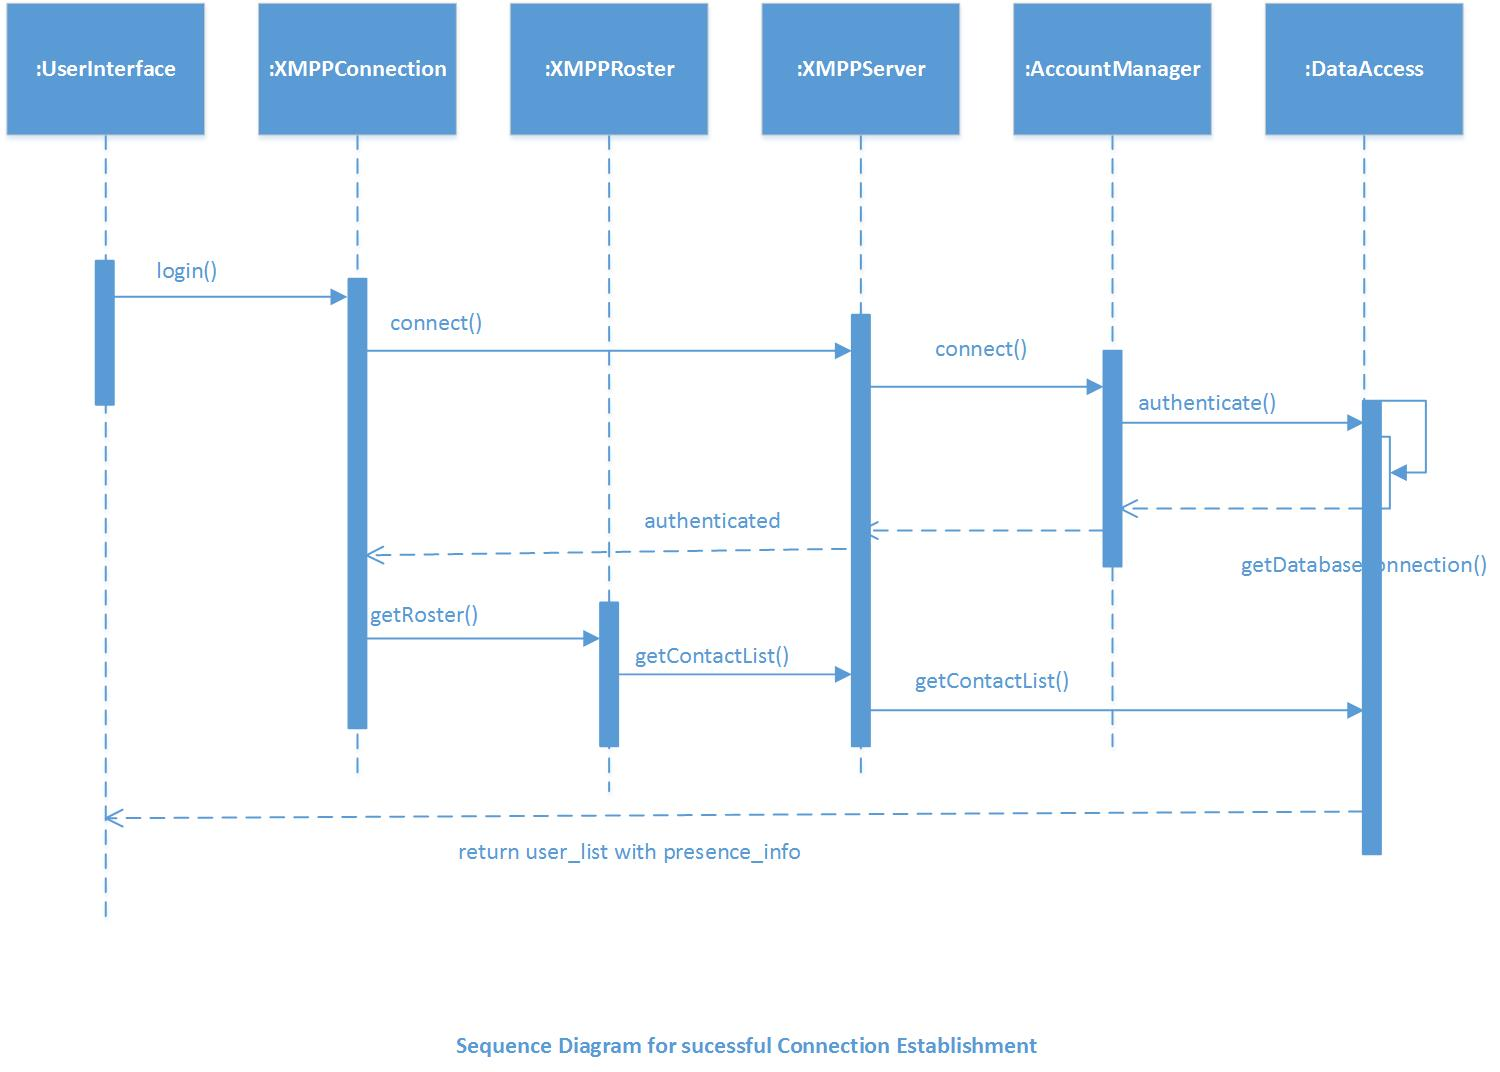 :UserInterface
:XMPPConnection
:XMPPRoster
:XMPPServer
:AccountManager
:DataAccess
login()
connect()
connect()
authenticate()
authenticated
getDatabase onnection()
getRoster()
getContactList()
getContactList()
return user_list with presence_info
Sequence Diagram for sucessful Connection Establishment